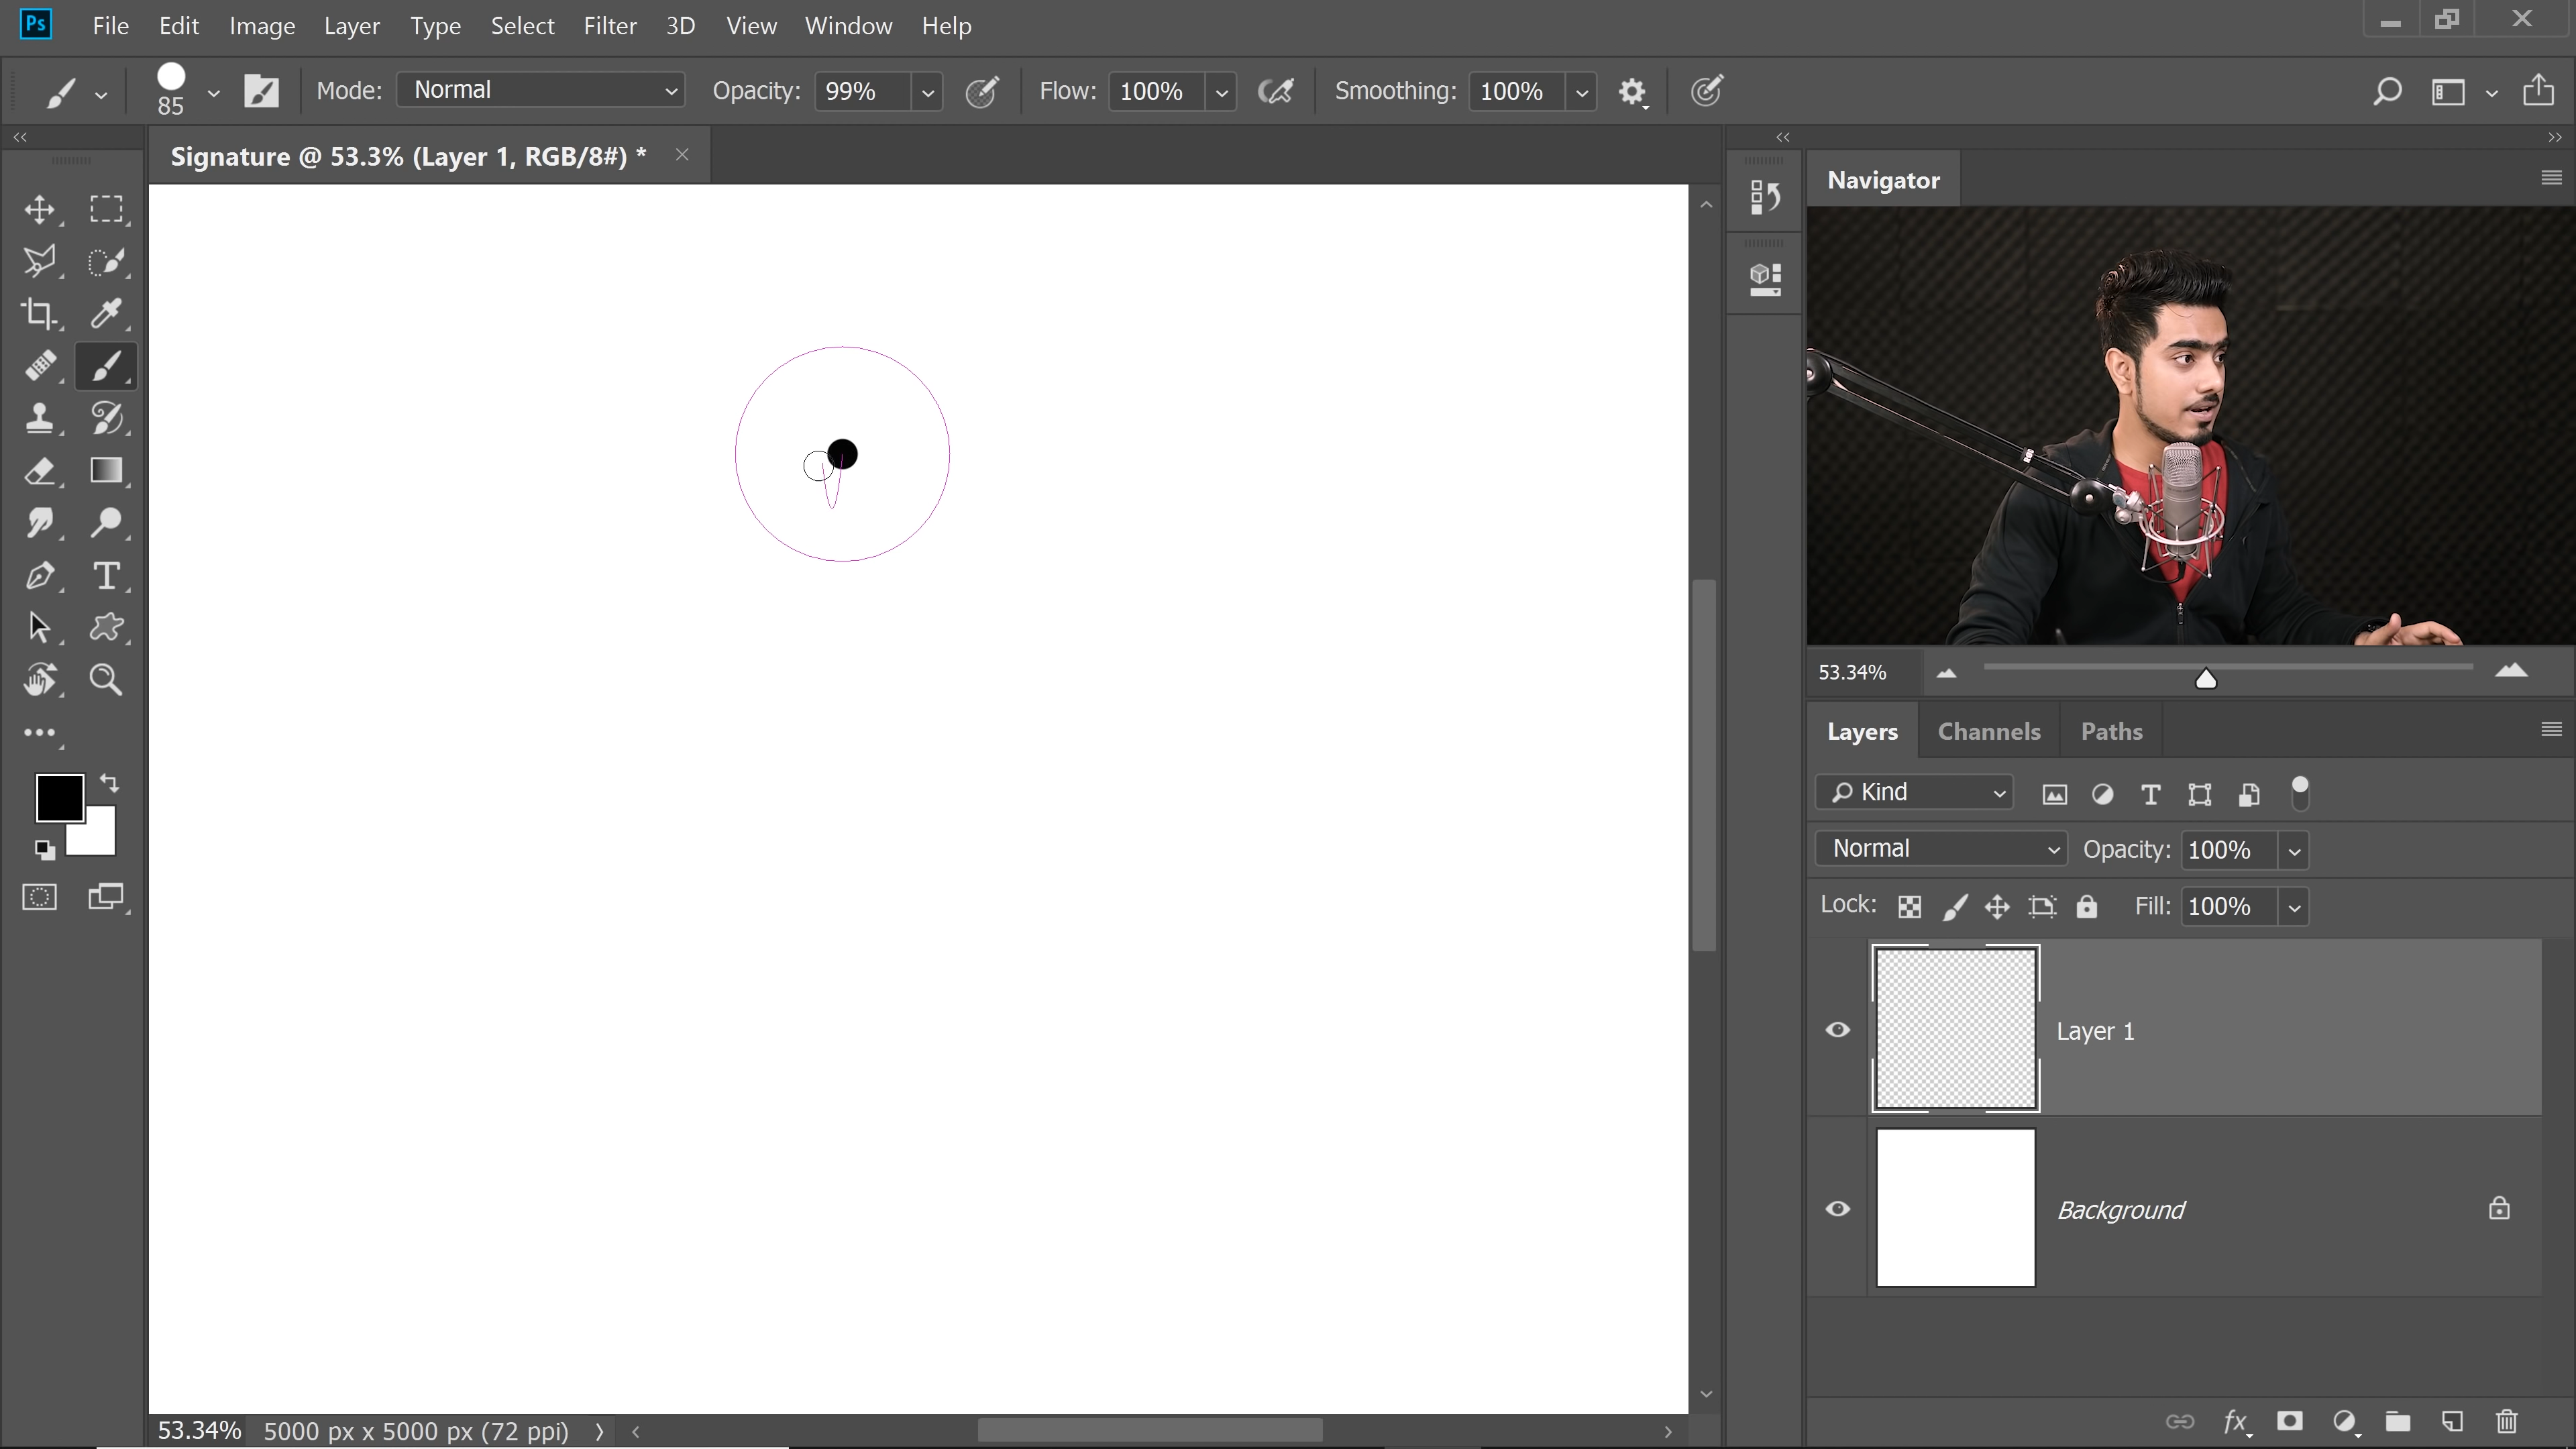 Ps File Edit Image Layer Type Select Filter 3D View Window Help
85 Mode: Normal Opacity: 99% Flow: 100% Smoothing: 100%
Signature @ 53.3% (Layer 1, RGB/8#) *
Navigator
53.34%
Layers Channels Paths
Kind
Normal Opacity: 100%
Lock: Fill: 100%
Layer 1
Background
53.34% 5000 px x 5000 px (72 ppi)
fx